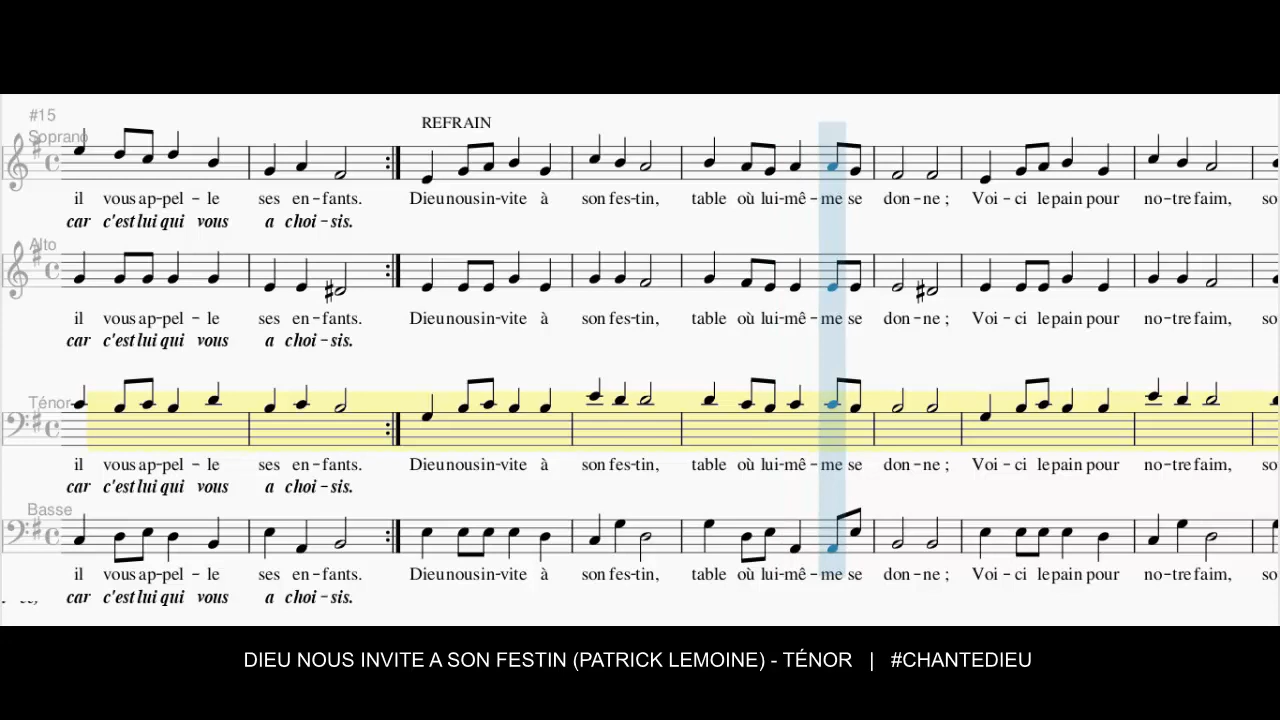 #15
Soprano
REFRAIN
il vous ap-pel - le ses en-fants. Dieu nous in-vite à son fes-tin, table où lui-mê-me se don-ne ; Voi-ci le pain pour no-tre faim, so
car c'est lui qui vous a choi-sis.
Alto
il vous ap-pel - le ses en-fants. Dieu nous in-vite à son fes-tin, table où lui-mê-me se don-ne ; Voi-ci le pain pour no-tre faim, so
car c'est lui qui vous a choi-sis.
Ténor
il vous ap-pel - le ses en-fants. Dieu nous in-vite à son fes-tin, table où lui-mê-me se don-ne ; Voi-ci le pain pour no-tre faim, so
car c'est lui qui vous a choi-sis.
Basse
il vous ap-pel - le ses en-fants. Dieu nous in-vite à son fes-tin, table où lui-mê-me se don-ne ; Voi-ci le pain pour no-tre faim, so
car c'est lui qui vous a choi-sis.
DIEU NOUS INVITE A SON FESTIN (PATRICK LEMOINE) - TÉNOR | #CHANTEDIEU